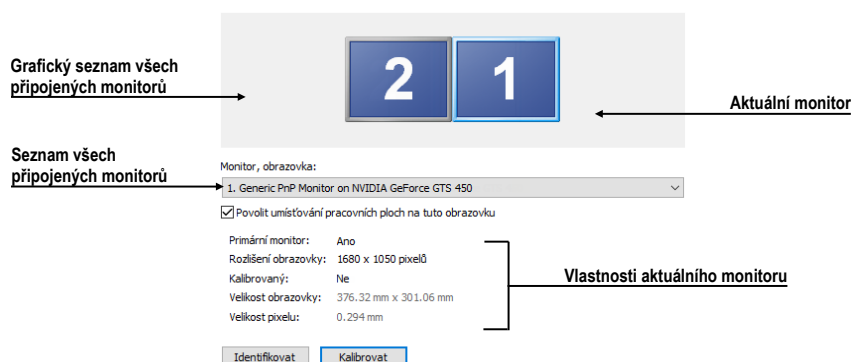 Grafický seznam všech
připojených monitorů
2 1
Aktuální monitor
Seznam všech
připojených monitorů
Monitor, obrazovka:
1. Generic PnP Monitor on NVIDIA GeForce GTS 450
Povolit umísťování pracovních ploch na tuto obrazovku
Primární monitor: Ano
Rozlišení obrazovky: 1680 x 1050 pixelů
Kalibrovaný: Ne
Velikost obrazovky: 376.32 mm x 301.06 mm
Velikost pixelu: 0.294 mm
Vlastnosti aktuálního monitoru
Identifikovat Kalibrovat